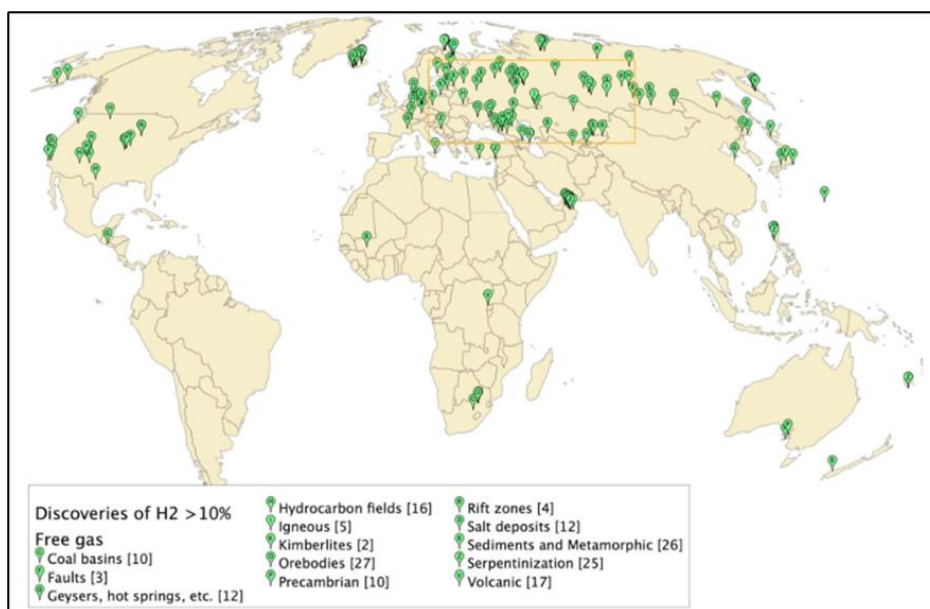 Discoveries of H2 >10%
Free gas
Coal basins [10]
Faults [3]
Geysers, hot springs, etc. [12]
Hydrocarbon fields [16]
Igneous [5]
Kimberlites [2]
Orebodies [27]
Precambrian [10]
Rift zones [4]
Salt deposits [12]
Sediments and Metamorphic [26]
Serpentinization [25]
Volcanic [17]